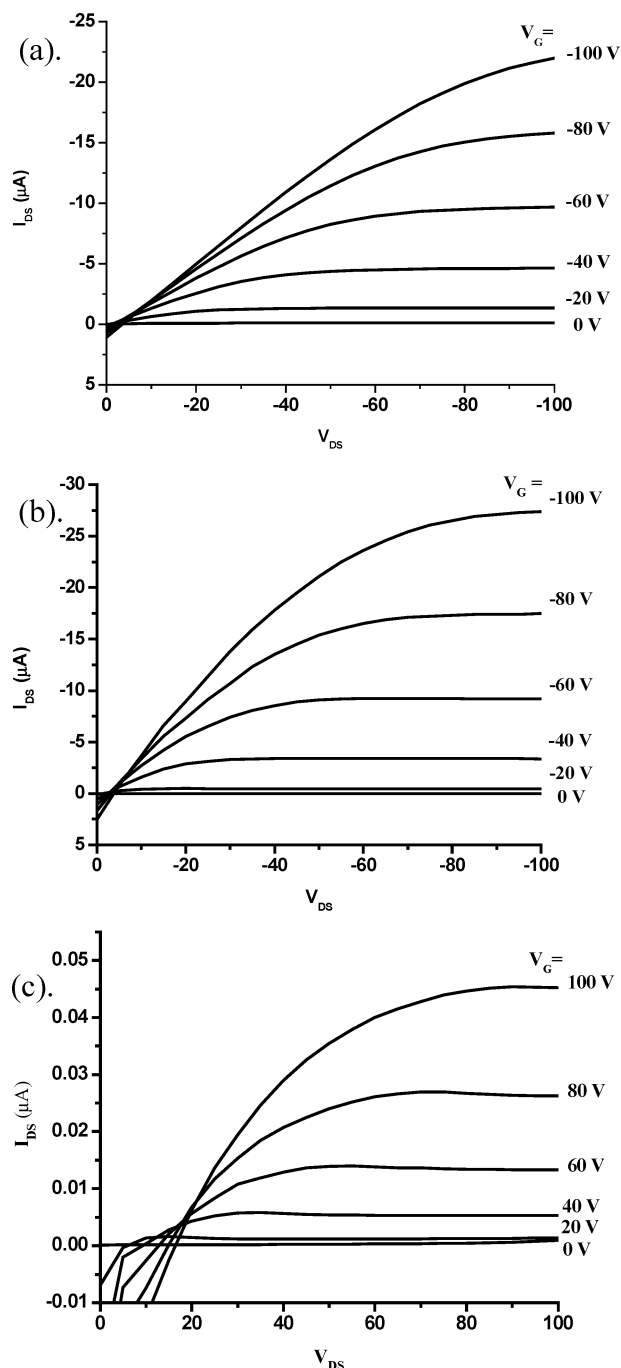 (a).
V_G=
-100 V
-80 V
-60 V
-40 V
-20 V
0 V
-25
-20
-15
-10
-5
0
5
I_DS (μA)
0 -20 -40 -60 -80 -100
V_DS
(b).
V_G =
-100 V
-80 V
-60 V
-40 V
-20 V
0 V
-30
-25
-20
-15
-10
-5
0
5
I_DS (μA)
0 -20 -40 -60 -80 -100
V_DS
(c).
V_G=
100 V
80 V
60 V
40 V
20 V
0 V
0.05
0.04
0.03
0.02
0.01
0.00
-0.01
I_DS (μA)
0 20 40 60 80 100
V_DS